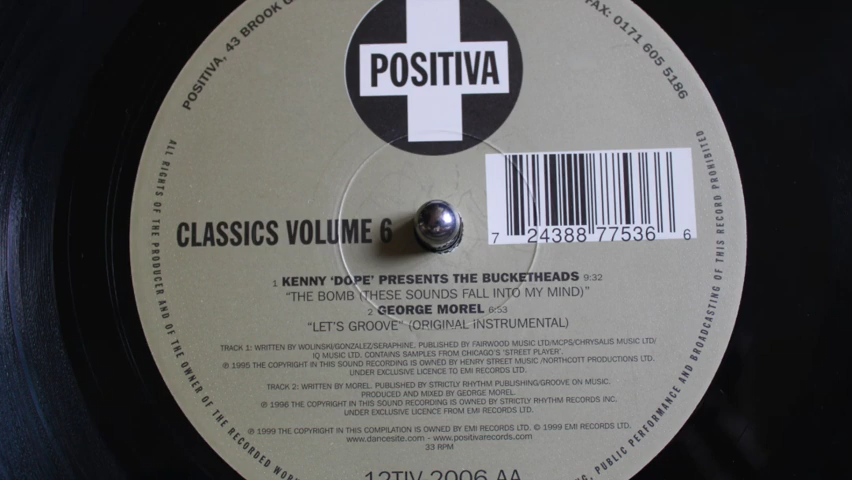 POSITIVA, 43 BROOK
FAX: 0171 605 5186
POSITIVA
ALL RIGHTS OF THE PRODUCER AND OF THE OWNER OF THE RECORDED
PUBLIC PERFORMANCE AND BROADCASTING OF THIS RECORD PROHIBITED
7 24388 77536 6
CLASSICS VOLUME 6
1 KENNY ‘DOPE’ PRESENTS THE BUCKETHEADS 9:32
“THE BOMB (THESE SOUNDS FALL INTO MY MIND)”
2 GEORGE MOREL 6:53
“LET’S GROOVE” (ORIGINAL INSTRUMENTAL)
TRACK 1: WRITTEN BY WOLINSKI/GONZALEZ/SERAPHINE. PUBLISHED BY FAIRWOOD MUSIC LTD/MCPS/CHRYSALIS MUSIC LTD/
IQ MUSIC LTD. CONTAINS SAMPLES FROM CHICAGO’S ‘STREET PLAYER’.
℗ 1995 THE COPYRIGHT IN THIS SOUND RECORDING IS OWNED BY HENRY STREET MUSIC /NORTHCOTT PRODUCTIONS LTD.
UNDER EXCLUSIVE LICENCE TO EMI RECORDS LTD.
TRACK 2: WRITTEN BY MOREL. PUBLISHED BY STRICTLY RHYTHM PUBLISHING/GROOVE ON MUSIC.
PRODUCED AND MIXED BY GEORGE MOREL.
℗ 1996 THE COPYRIGHT IN THIS SOUND RECORDING IS OWNED BY STRICTLY RHYTHM RECORDS INC.
UNDER EXCLUSIVE LICENCE FROM EMI RECORDS LTD.
℗ 1999 THE COPYRIGHT IN THIS COMPILATION IS OWNED BY EMI RECORDS LTD. © 1999 EMI RECORDS LTD.
www.dancesite.com - www.positivarecords.com
33 RPM
12TIV 2006 AA